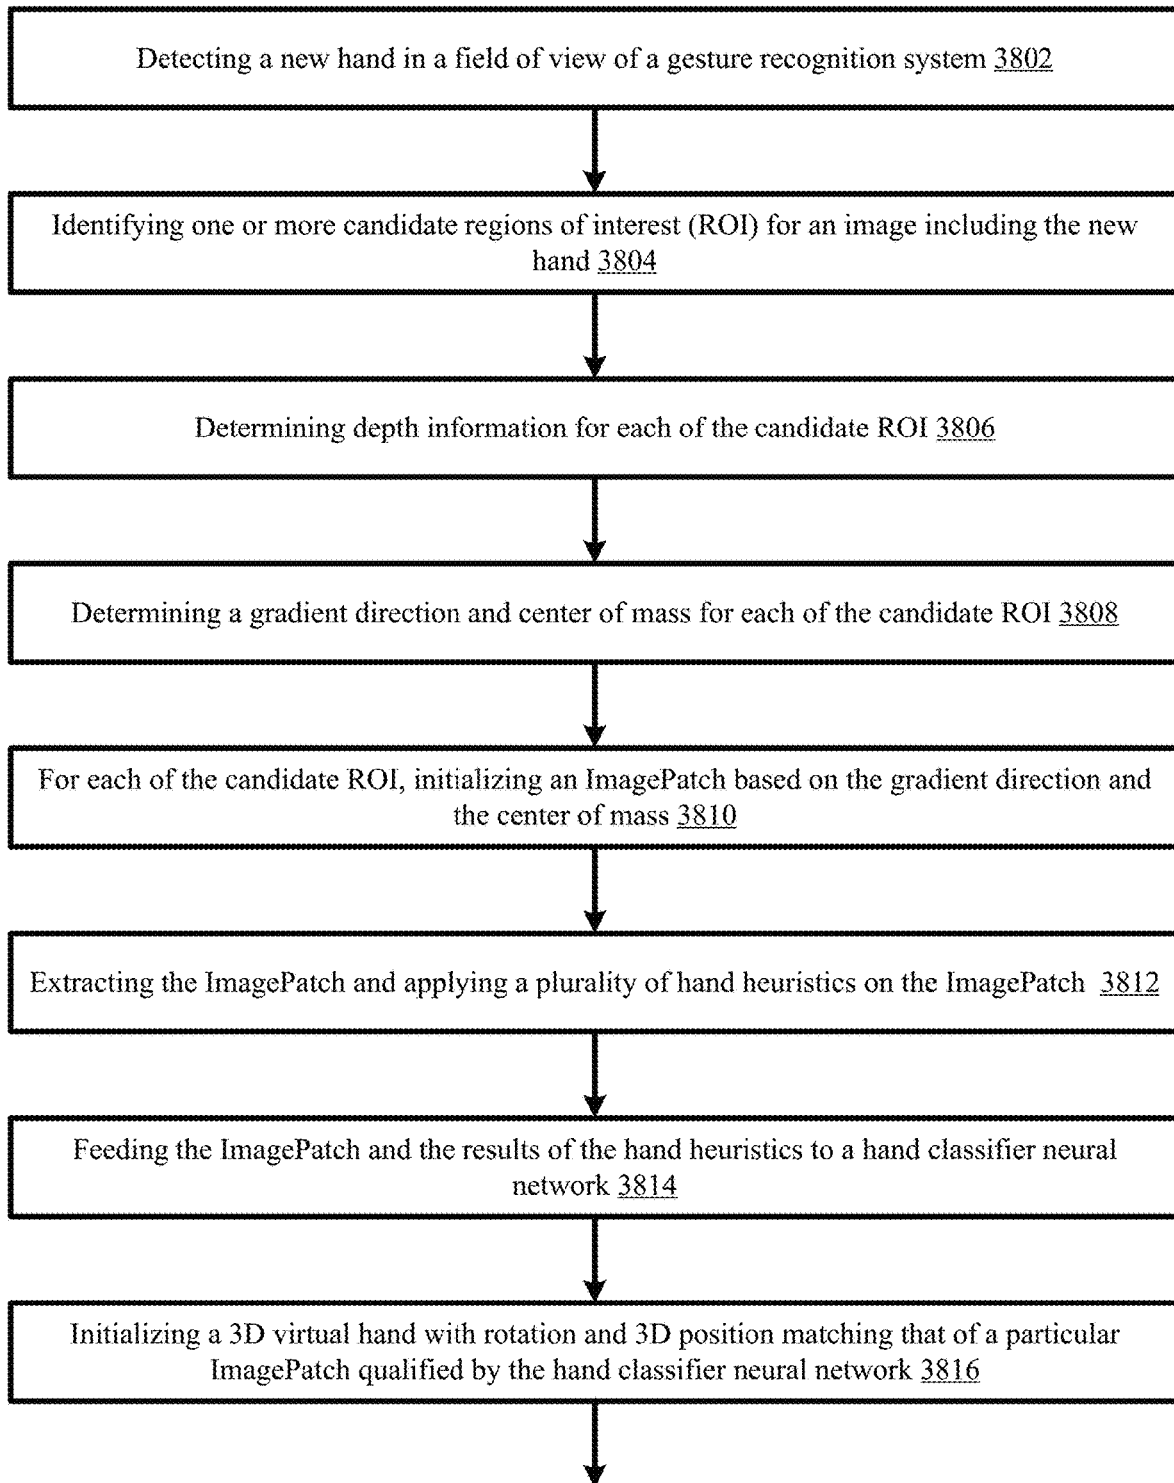 Detecting a new hand in a field of view of a gesture recognition system 3802
Identifying one or more candidate regions of interest (ROI) for an image including the new
hand 3804
Determining depth information for each of the candidate ROI 3806
Determining a gradient direction and center of mass for each of the candidate ROI 3808
For each of the candidate ROI, initializing an ImagePatch based on the gradient direction and
the center of mass 3810
Extracting the ImagePatch and applying a plurality of hand heuristics on the ImagePatch 3812
Feeding the ImagePatch and the results of the hand heuristics to a hand classifier neural
network 3814
Initializing a 3D virtual hand with rotation and 3D position matching that of a particular
ImagePatch qualified by the hand classifier neural network 3816